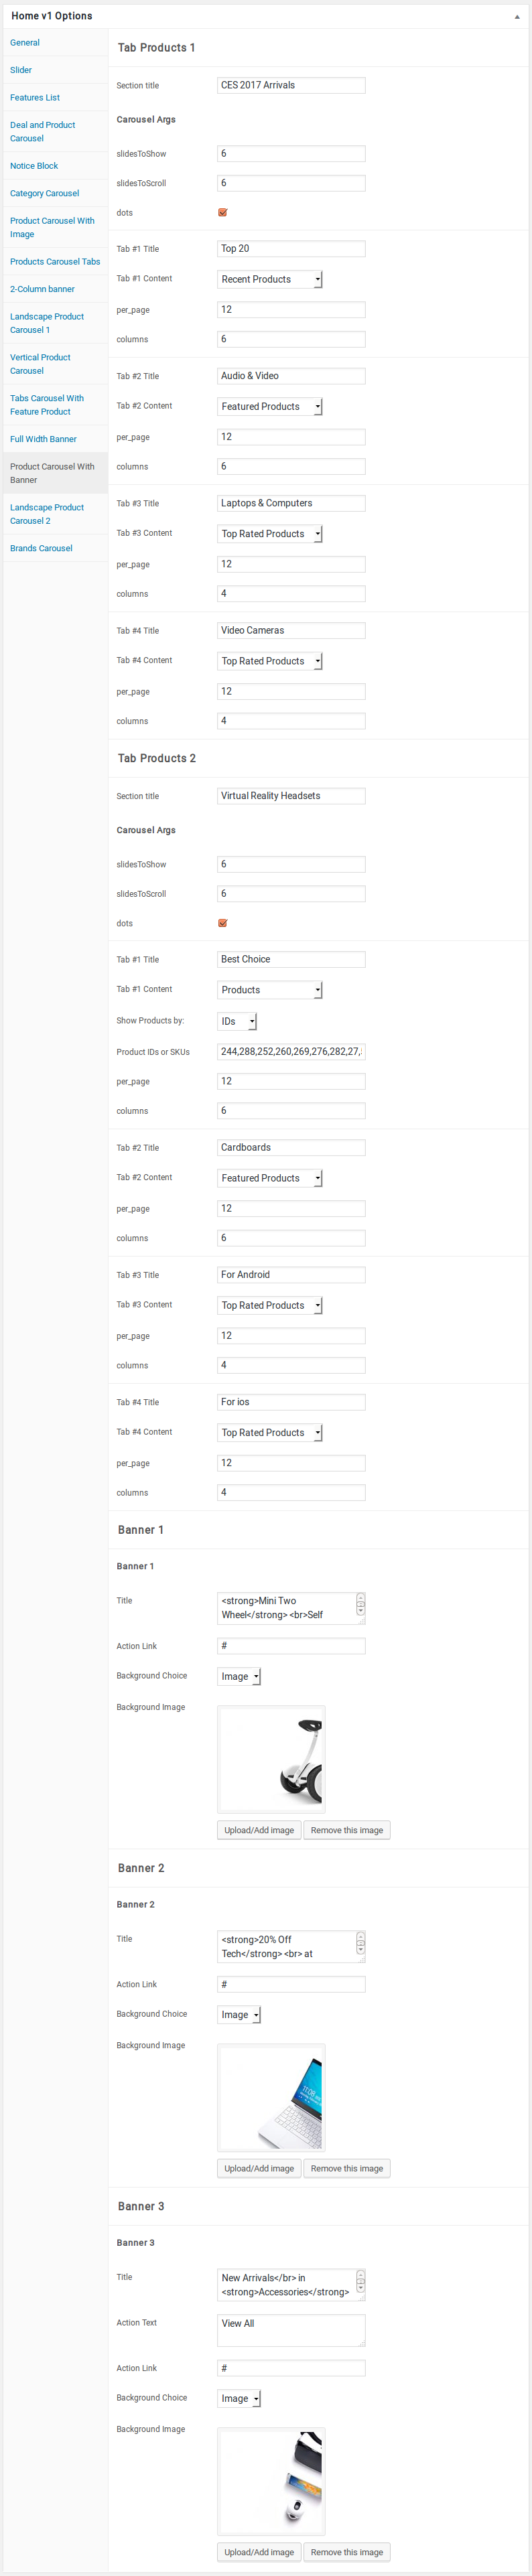 Home v1 Options
General
Slider
Features List
Deal and Product
Carousel
Notice Block
Category Carousel
Product Carousel With
Image
Products Carousel Tabs
2-Column banner
Landscape Product
Carousel 1
Vertical Product
Carousel
Tabs Carousel With
Feature Product
Full Width Banner
Product Carousel With
Banner
Landscape Product
Carousel 2
Brands Carousel
Tab Products 1
Section title CES 2017 Arrivals
Carousel Args
slidesToShow 6
slidesToScroll 6
dots
Tab #1 Title Top 20
Tab #1 Content Recent Products
per_page 12
columns 6
Tab #2 Title Audio & Video
Tab #2 Content Featured Products
per_page 12
columns 6
Tab #3 Title Laptops & Computers
Tab #3 Content Top Rated Products
per_page 12
columns 4
Tab #4 Title Video Cameras
Tab #4 Content Top Rated Products
per_page 12
columns 4
Tab Products 2
Section title Virtual Reality Headsets
Carousel Args
slidesToShow 6
slidesToScroll 6
dots
Tab #1 Title Best Choice
Tab #1 Content Products
Show Products by: IDs
Product IDs or SKUs 244,288,252,260,269,276,282,27,
per_page 12
columns 6
Tab #2 Title Cardboards
Tab #2 Content Featured Products
per_page 12
columns 6
Tab #3 Title For Android
Tab #3 Content Top Rated Products
per_page 12
columns 4
Tab #4 Title For ios
Tab #4 Content Top Rated Products
per_page 12
columns 4
Banner 1
Banner 1
Title <strong>Mini Two
Wheel</strong> <br>Self
Action Link #
Background Choice Image
Background Image
Upload/Add image Remove this image
Banner 2
Banner 2
Title <strong>20% Off
Tech</strong> <br> at
Action Link #
Background Choice Image
Background Image
11:08
Upload/Add image Remove this image
Banner 3
Banner 3
Title New Arrivals</br> in
<strong>Accessories</strong>
Action Text View All
Action Link #
Background Choice Image
Background Image
Upload/Add image Remove this image